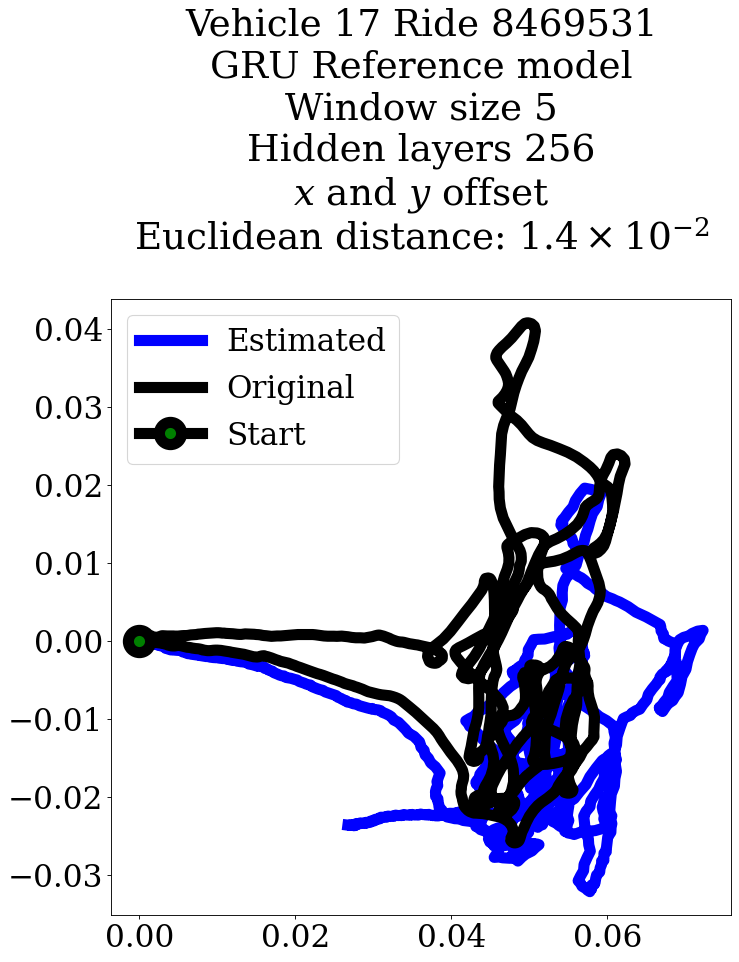 Vehicle 17 Ride 8469531
GRU Reference model
Window size 5
Hidden layers 256
x and y offset
Euclidean distance: 1.4 × 10⁻²
Estimated
Original
Start
0.04
0.03
0.02
0.01
0.00
−0.01
−0.02
−0.03
0.00 0.02 0.04 0.06